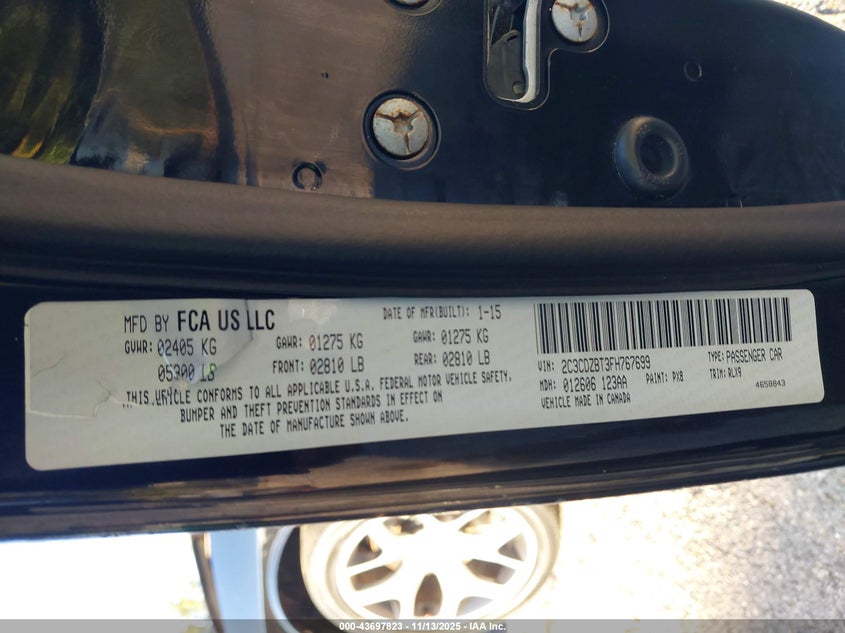 MFD BY FCA US LLC
DATE OF MFR(BUILT): 1-15
GVWR: 02405 KG
05300 LB
GAWR: 01275 KG
FRONT: 02810 LB
GAWR: 01275 KG
REAR: 02810 LB
THIS VEHICLE CONFORMS TO ALL APPLICABLE U.S.A. FEDERAL MOTOR VEHICLE SAFETY,
BUMPER AND THEFT PREVENTION STANDARDS IN EFFECT ON
THE DATE OF MANUFACTURE SHOWN ABOVE.
VIN: 2C3CDZBT3FH767699
TYPE: PASSENGER CAR
MDH: 012606 123AA
PAINT: PX8
TRIM: RLX9
VEHICLE MADE IN CANADA
4658843
000-43697823 - 11/13/2025 - IAA Inc.